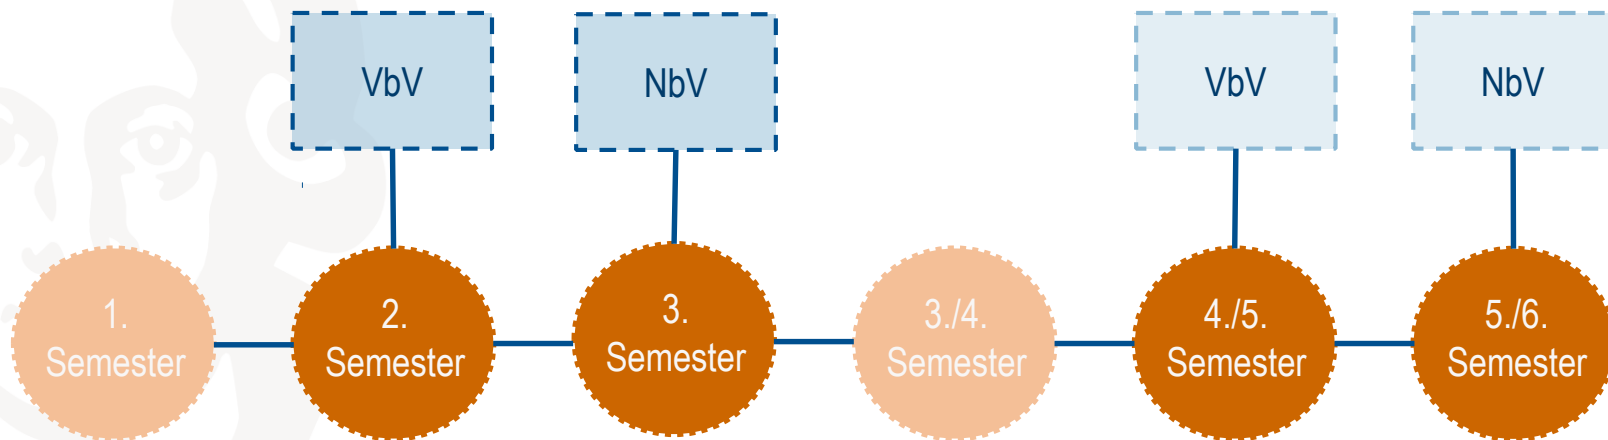 VbV
NbV
VbV
NbV
1.
Semester
2.
Semester
3.
Semester
3./4.
Semester
4./5.
Semester
5./6.
Semester